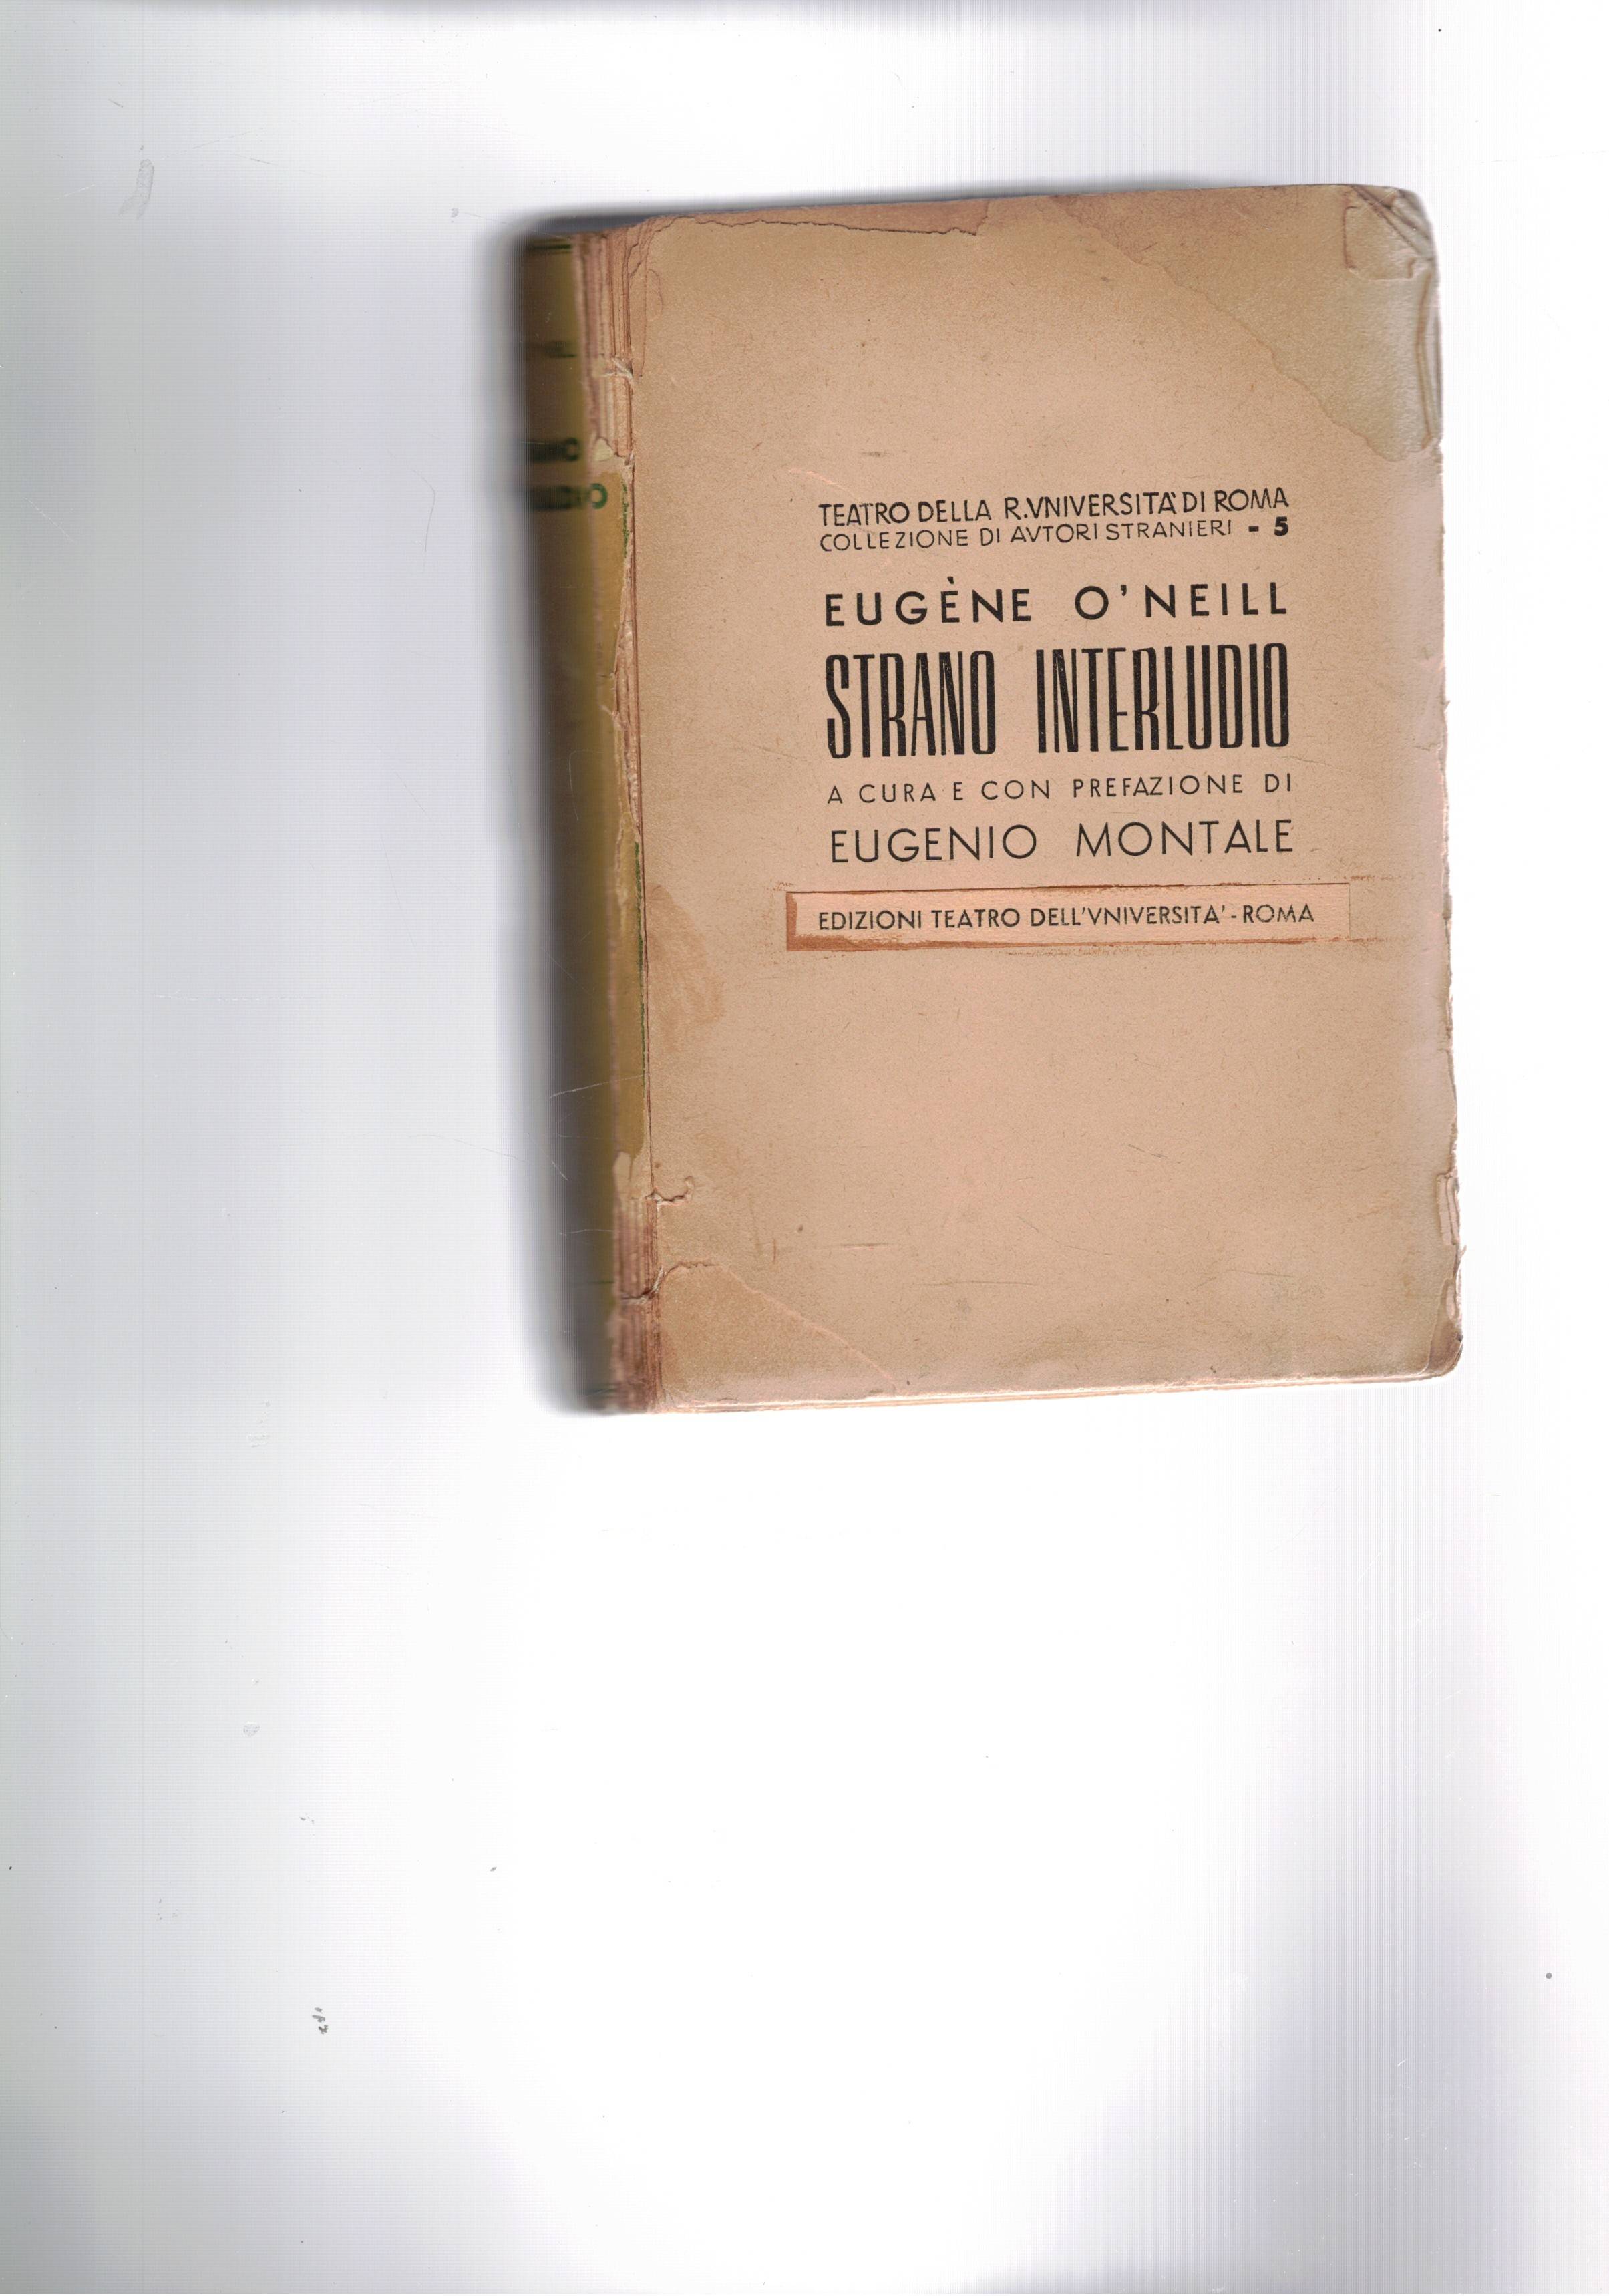 TEATRO DELLA R. VNIVERSITA' DI ROMA
COLLEZIONE DI AVTORI STRANIERI - 5
EUGÈNE O'NEILL
STRANO INTERLUDIO
A CURA E CON PREFAZIONE DI
EUGENIO MONTALE
EDIZIONI TEATRO DELL'VNIVERSITA' - ROMA